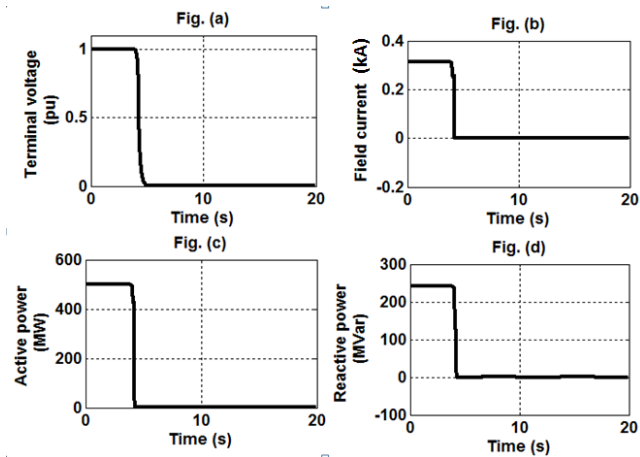 Fig. (a)
Terminal voltage
(pu)
1
0.5
0
0
10
20
Time (s)
Fig. (b)
Field current (kA)
0.4
0.2
0
-0.2
0
10
20
Time (s)
Fig. (c)
Active power
(MW)
600
400
200
0
0
10
20
Time (s)
Fig. (d)
Reactive power
(MVar)
300
200
100
0
-100
0
10
20
Time (s)